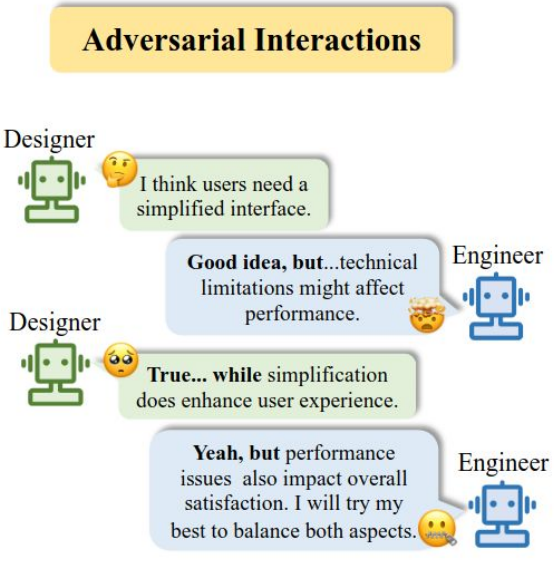 Adversarial Interactions
Designer
I think users need a
simplified interface.
Engineer
Good idea, but...technical
limitations might affect
performance.
Designer
True... while simplification
does enhance user experience.
Engineer
Yeah, but performance
issues also impact overall
satisfaction. I will try my
best to balance both aspects.